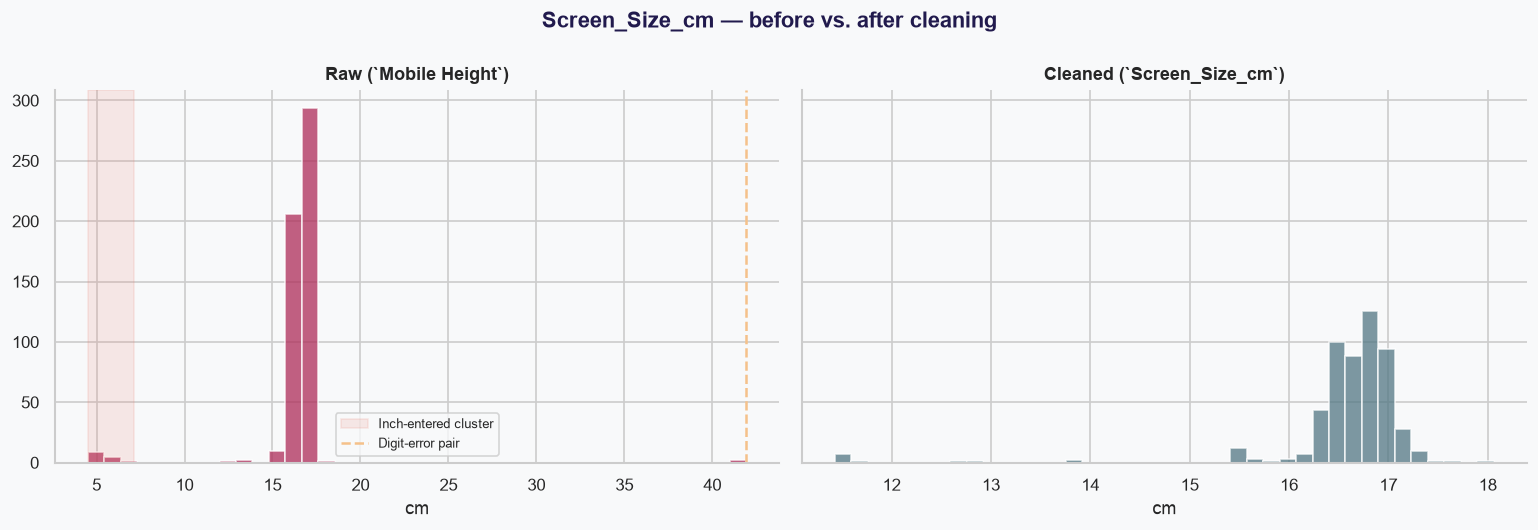 Screen_Size_cm — before vs. after cleaning
Raw (`Mobile Height`)
300
250
200
150
100
50
0
5 10 15 20 25 30 35 40
cm
Inch-entered cluster
Digit-error pair
Cleaned (`Screen_Size_cm`)
12 13 14 15 16 17 18
cm